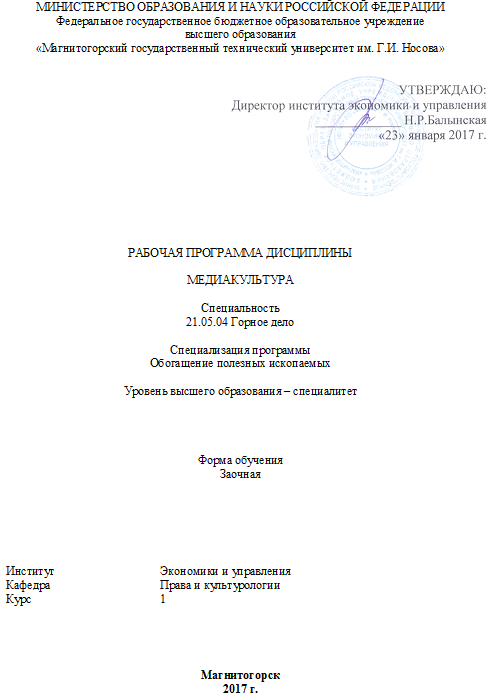 МИНИСТЕРСТВО ОБРАЗОВАНИЯ И НАУКИ РОССИЙСКОЙ ФЕДЕРАЦИИ
Федеральное государственное бюджетное образовательное учреждение
высшего образования
«Магнитогорский государственный технический университет им. Г.И. Носова»
УТВЕРЖДАЮ:
Директор института экономики и управления
Н.Р.Балынская
«23» января 2017 г.
РАБОЧАЯ ПРОГРАММА ДИСЦИПЛИНЫ
МЕДИАКУЛЬТУРА
Специальность
21.05.04 Горное дело
Специализация программы
Обогащение полезных ископаемых
Уровень высшего образования – специалитет
Форма обучения
Заочная
Институт Экономики и управления
Кафедра Права и культурологии
Курс 1
Магнитогорск
2017 г.